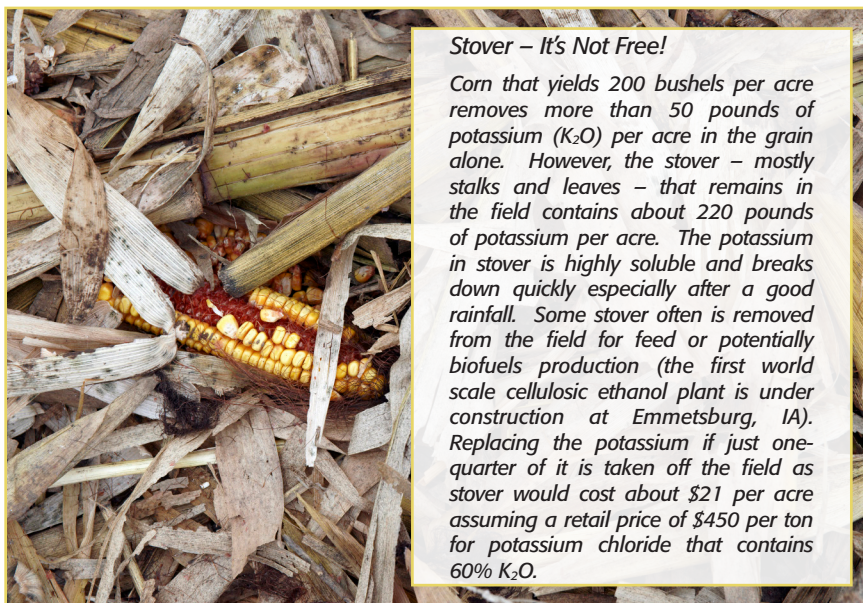 Stover – It's Not Free!
Corn that yields 200 bushels per acre
removes more than 50 pounds of
potassium (K₂O) per acre in the grain
alone. However, the stover – mostly
stalks and leaves – that remains in
the field contains about 220 pounds
of potassium per acre. The potassium
in stover is highly soluble and breaks
down quickly especially after a good
rainfall. Some stover often is removed
from the field for feed or potentially
biofuels production (the first world
scale cellulosic ethanol plant is under
construction at Emmetsburg, IA).
Replacing the potassium if just one-
quarter of it is taken off the field as
stover would cost about $21 per acre
assuming a retail price of $450 per ton
for potassium chloride that contains
60% K₂O.